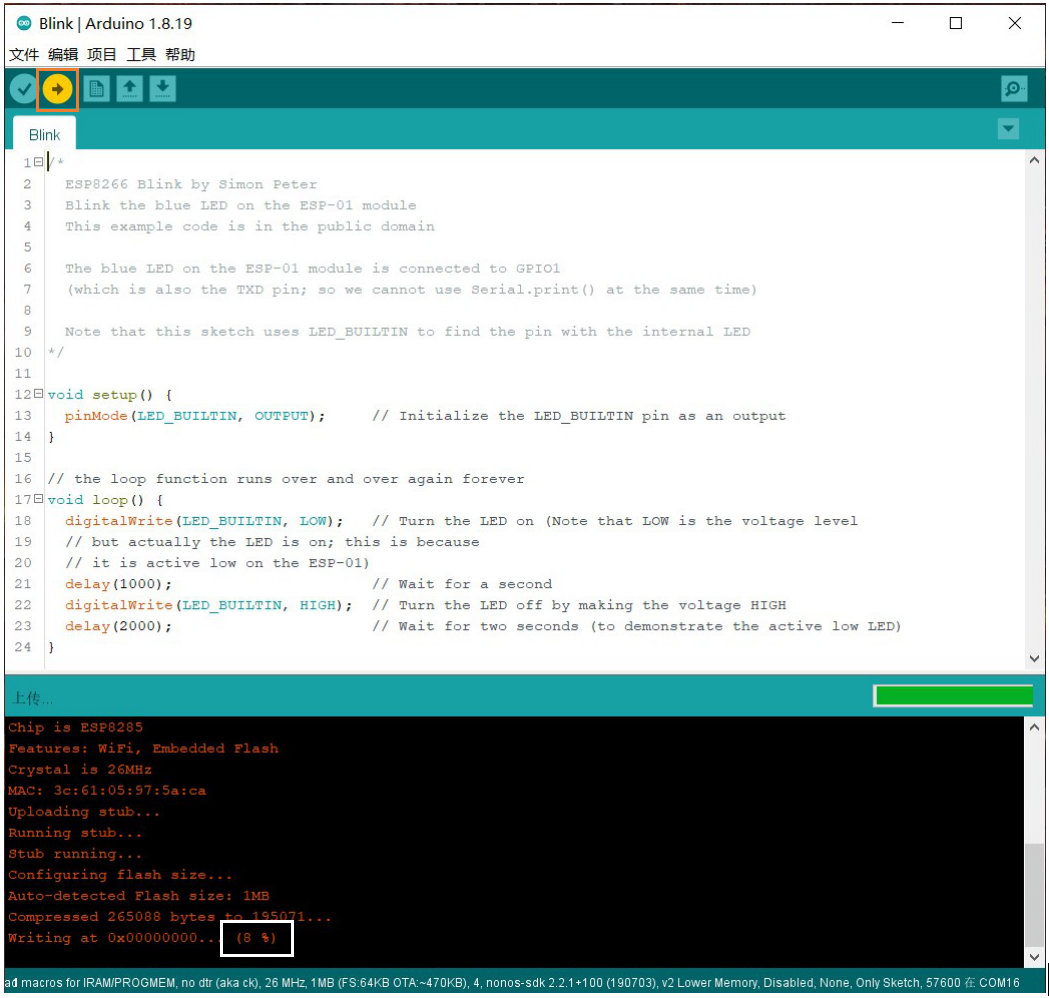 Blink | Arduino 1.8.19
文件 编辑 项目 工具 帮助
Blink
1 /*
2 ESP8266 Blink by Simon Peter
3 Blink the blue LED on the ESP-01 module
4 This example code is in the public domain
5
6 The blue LED on the ESP-01 module is connected to GPIO1
7 (which is also the TXD pin; so we cannot use Serial.print() at the same time)
8
9 Note that this sketch uses LED_BUILTIN to find the pin with the internal LED
10 */
11
12 void setup() {
13 pinMode(LED_BUILTIN, OUTPUT); // Initialize the LED_BUILTIN pin as an output
14 }
15
16 // the loop function runs over and over again forever
17 void loop() {
18 digitalWrite(LED_BUILTIN, LOW); // Turn the LED on (Note that LOW is the voltage level
19 // but actually the LED is on; this is because
20 // it is active low on the ESP-01)
21 delay(1000); // Wait for a second
22 digitalWrite(LED_BUILTIN, HIGH); // Turn the LED off by making the voltage HIGH
23 delay(2000); // Wait for two seconds (to demonstrate the active low LED)
24 }
上传...
Chip is ESP8285
Features: WiFi, Embedded Flash
Crystal is 26MHz
MAC: 3c:61:05:97:5a:ca
Uploading stub...
Running stub...
Stub running...
Configuring flash size...
Auto-detected Flash size: 1MB
Compressed 265088 bytes to 195071...
Writing at 0x00000000... (8 %)
macros for IRAM/PROGMEM, no dtr (aka ck), 26 MHz, 1MB (FS:64KB OTA:~470KB), 4, nonos-sdk 2.2.1+100 (190703), v2 Lower Memory, Disabled, None, Only Sketch, 57600 在 COM16